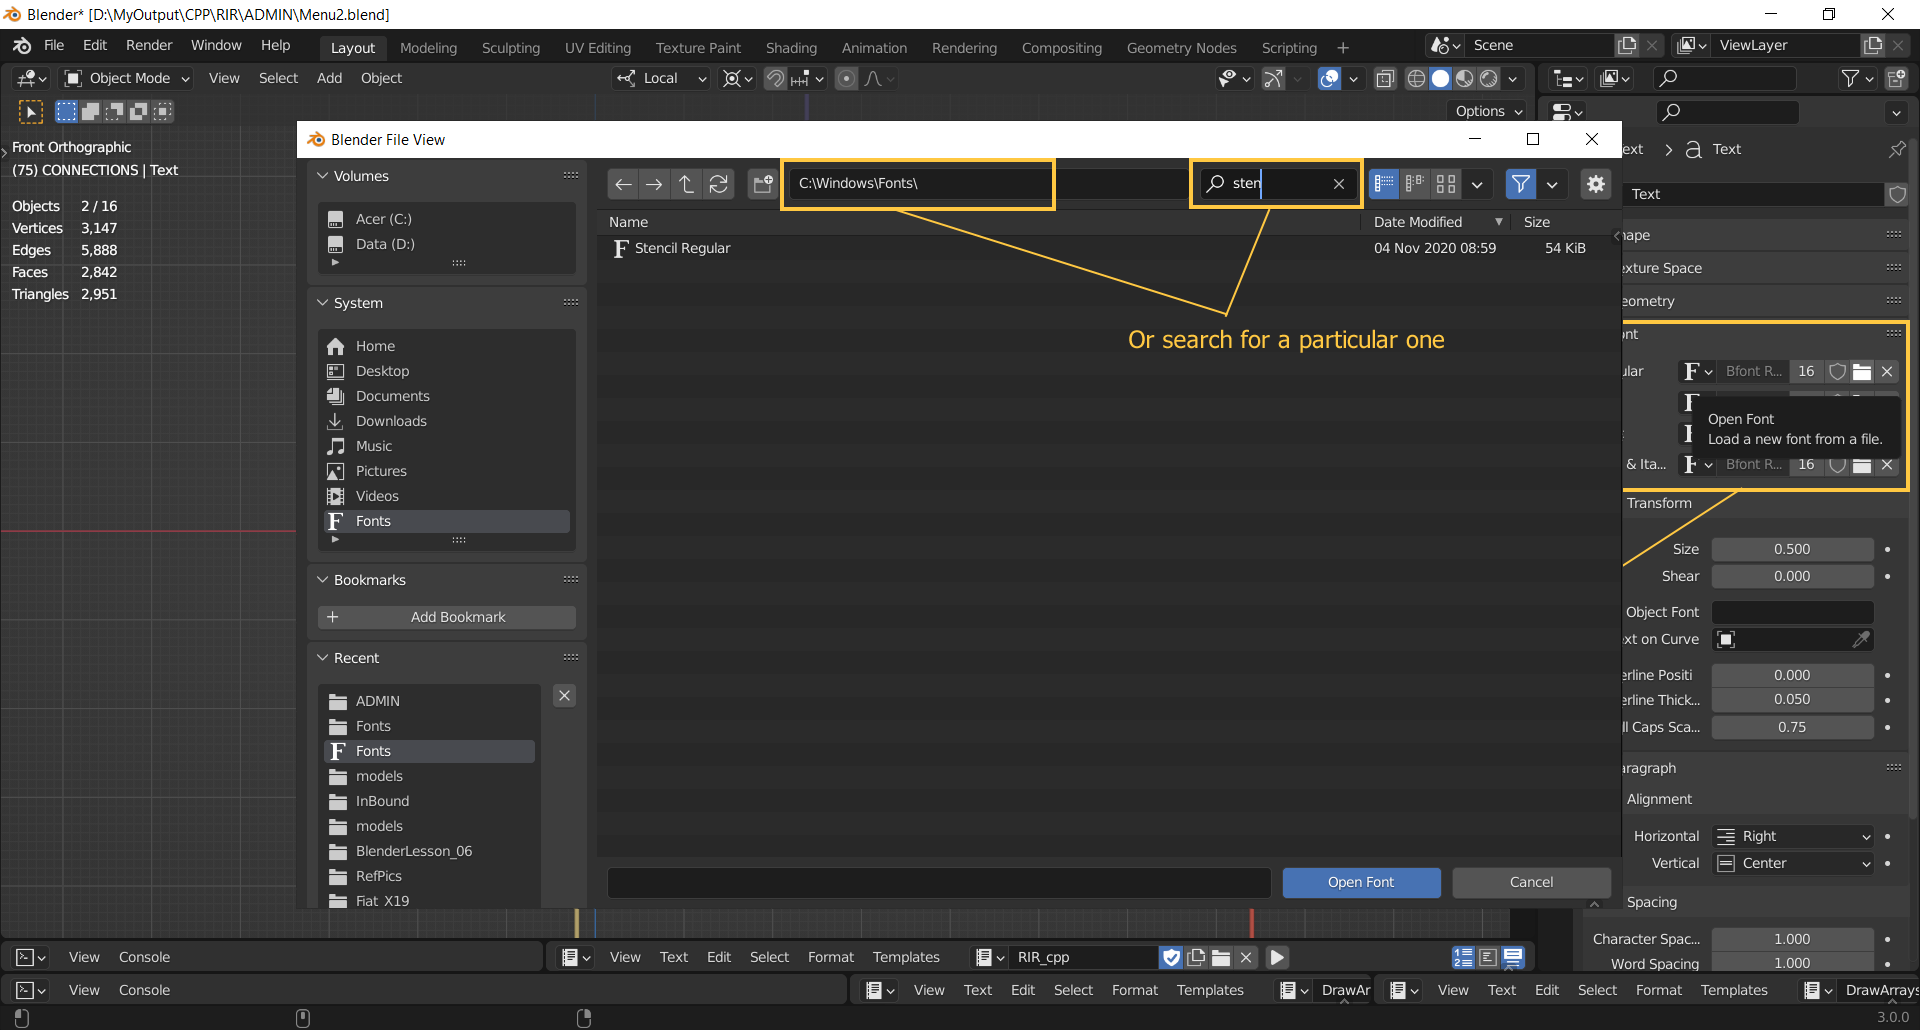 Blender* [D:\MyOutput\CPP\RIR\ADMIN\Menu2.blend]
File Edit Render Window Help Layout Modeling Sculpting UV Editing Texture Paint Shading Animation Rendering Compositing Geometry Nodes Scripting + Scene ViewLayer
Object Mode View Select Add Object Local
Options
Front Orthographic
(75) CONNECTIONS | Text
Objects 2 / 16
Vertices 3,147
Edges 5,888
Faces 2,842
Triangles 2,951
Blender File View
Volumes
Acer (C:)
Data (D:)
System
Home
Desktop
Documents
Downloads
Music
Pictures
Videos
Fonts
Bookmarks
Add Bookmark
Recent
ADMIN
Fonts
Fonts
models
InBound
models
BlenderLesson_06
RefPics
Fiat_X19
C:\Windows\Fonts\
sten
Name Date Modified Size
Stencil Regular 04 Nov 2020 08:59 54 KiB
Or search for a particular one
Open Font Cancel
ext Text
Text
hape
exture Space
eometry
ont
ular Bfont R... 16
Open Font
Load a new font from a file.
& Ita... Bfont R... 16
Transform
Size 0.500
Shear 0.000
Object Font
xt on Curve
erline Positi 0.000
erline Thick... 0.050
ll Caps Sca... 0.75
aragraph
Alignment
Horizontal Right
Vertical Center
Spacing
Character Spac... 1.000
Word Spacing 1.000
View Console View Text Edit Select Format Templates RIR_cpp
View Console View Text Edit Select Format Templates DrawAr View Text Edit Select Format Templates DrawArrays
3.0.0